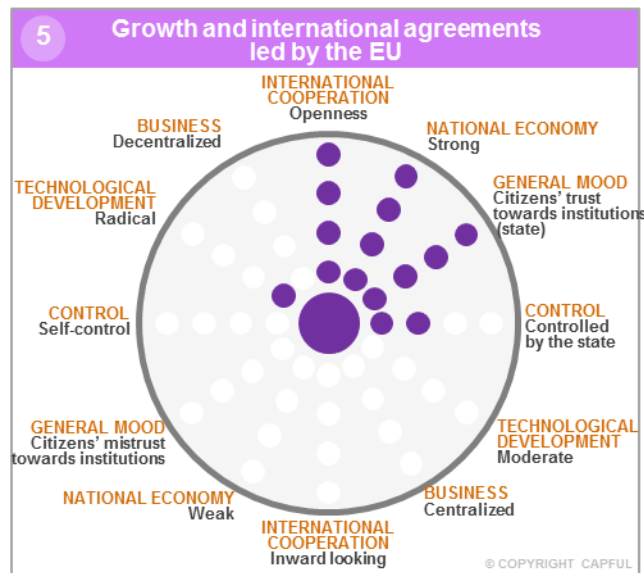 5
Growth and international agreements
led by the EU
INTERNATIONAL
COOPERATION
Openness
BUSINESS
Decentralized
NATIONAL ECONOMY
Strong
TECHNOLOGICAL
DEVELOPMENT
Radical
GENERAL MOOD
Citizens' trust
towards institutions
(state)
CONTROL
Self-control
CONTROL
Controlled
by the state
GENERAL MOOD
Citizens' mistrust
towards institutions
TECHNOLOGICAL
DEVELOPMENT
Moderate
NATIONAL ECONOMY
Weak
BUSINESS
Centralized
INTERNATIONAL
COOPERATION
Inward looking
© COPYRIGHT CAPFUL